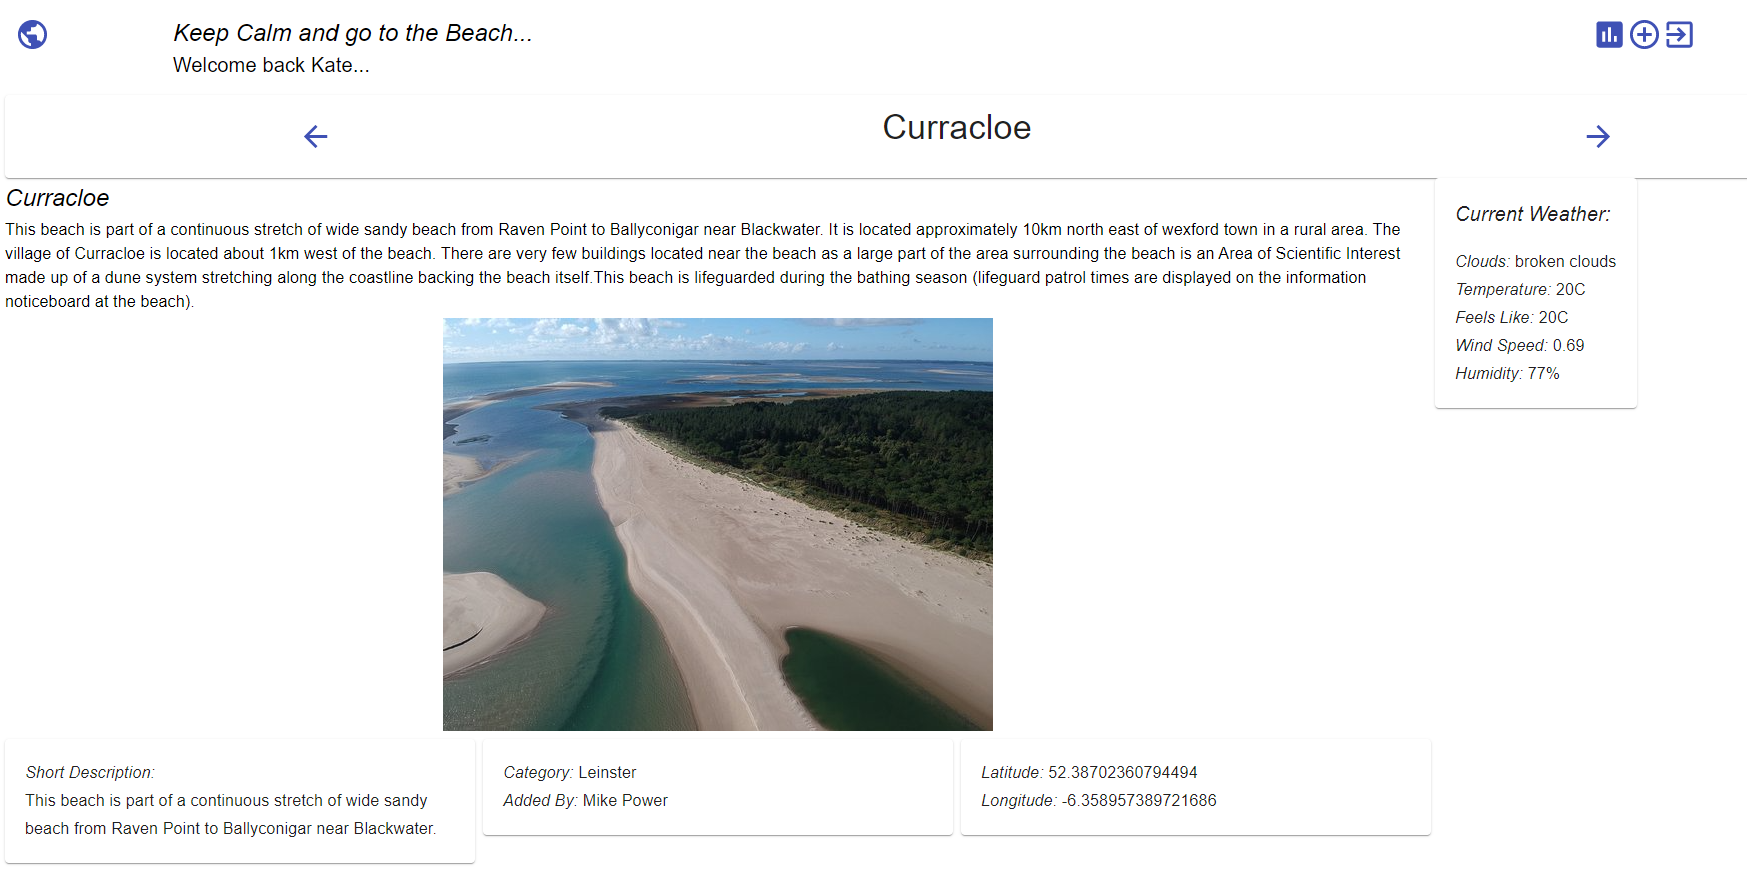 Keep Calm and go to the Beach...
Welcome back Kate...
Curracloe
Curracloe
This beach is part of a continuous stretch of wide sandy beach from Raven Point to Ballyconigar near Blackwater. It is located approximately 10km north east of wexford town in a rural area. The
village of Curracloe is located about 1km west of the beach. There are very few buildings located near the beach as a large part of the area surrounding the beach is an Area of Scientific Interest
made up of a dune system stretching along the coastline backing the beach itself.This beach is lifeguarded during the bathing season (lifeguard patrol times are displayed on the information
noticeboard at the beach).
Current Weather:
Clouds: broken clouds
Temperature: 20C
Feels Like: 20C
Wind Speed: 0.69
Humidity: 77%
Short Description:
This beach is part of a continuous stretch of wide sandy
beach from Raven Point to Ballyconigar near Blackwater.
Category: Leinster
Added By: Mike Power
Latitude: 52.38702360794494
Longitude: -6.358957389721686